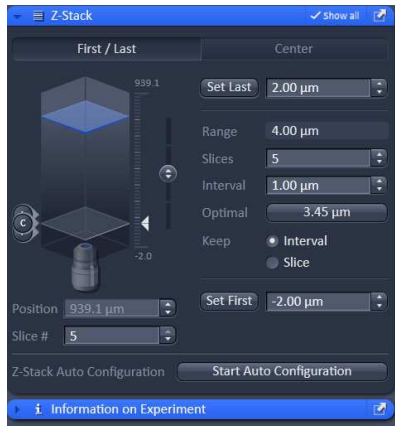 Z-Stack
Show all
First / Last
Center
939.1
-2.0
Set Last 2.00 µm
Range 4.00 µm
Slices 5
Interval 1.00 µm
Optimal 3.45 µm
Keep Interval
Slice
C
Position 939.1 µm
Set First -2.00 µm
Slice # 5
Z-Stack Auto Configuration Start Auto Configuration
i Information on Experiment